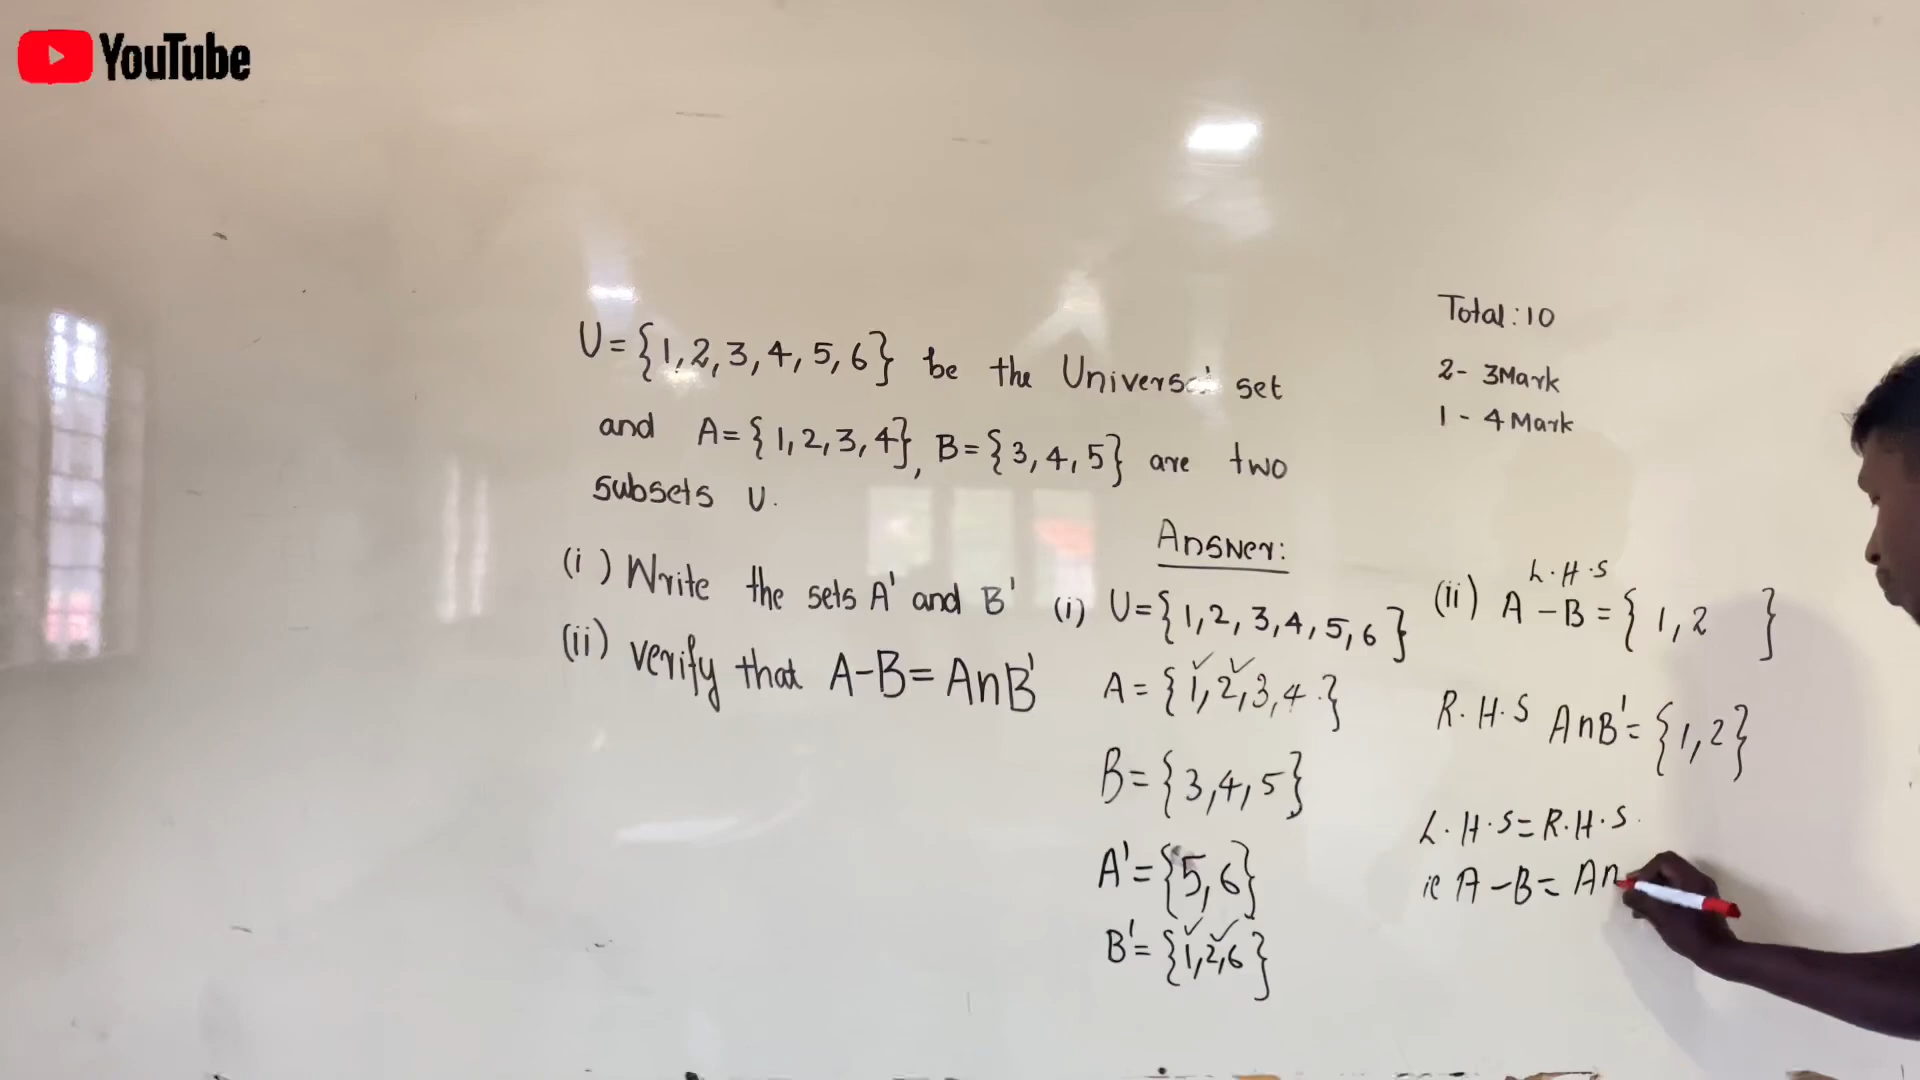 YouTube
U={1,2,3,4,5,6} be the Universal set
and A={1,2,3,4}, B={3,4,5} are two
subsets U.
(i) Write the sets A' and B'
(ii) verify that A-B=A∩B'
Total:10
2- 3Mark
1 - 4 Mark
Answer:
(i) U={1,2,3,4,5,6}
A={1,2,3,4.}
B={3,4,5}
A'={5,6}
B'={1,2,6}
L.H.S
(ii) A-B={1,2 }
R.H.S A∩B'={1,2}
L.H.S=R.H.S.
ie A-B=A∩